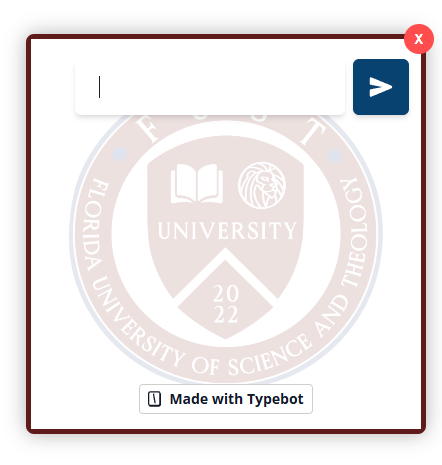 X
F U S T
UNIVERSITY
20
22
FLORIDA UNIVERSITY OF SCIENCE AND THEOLOGY
Made with Typebot